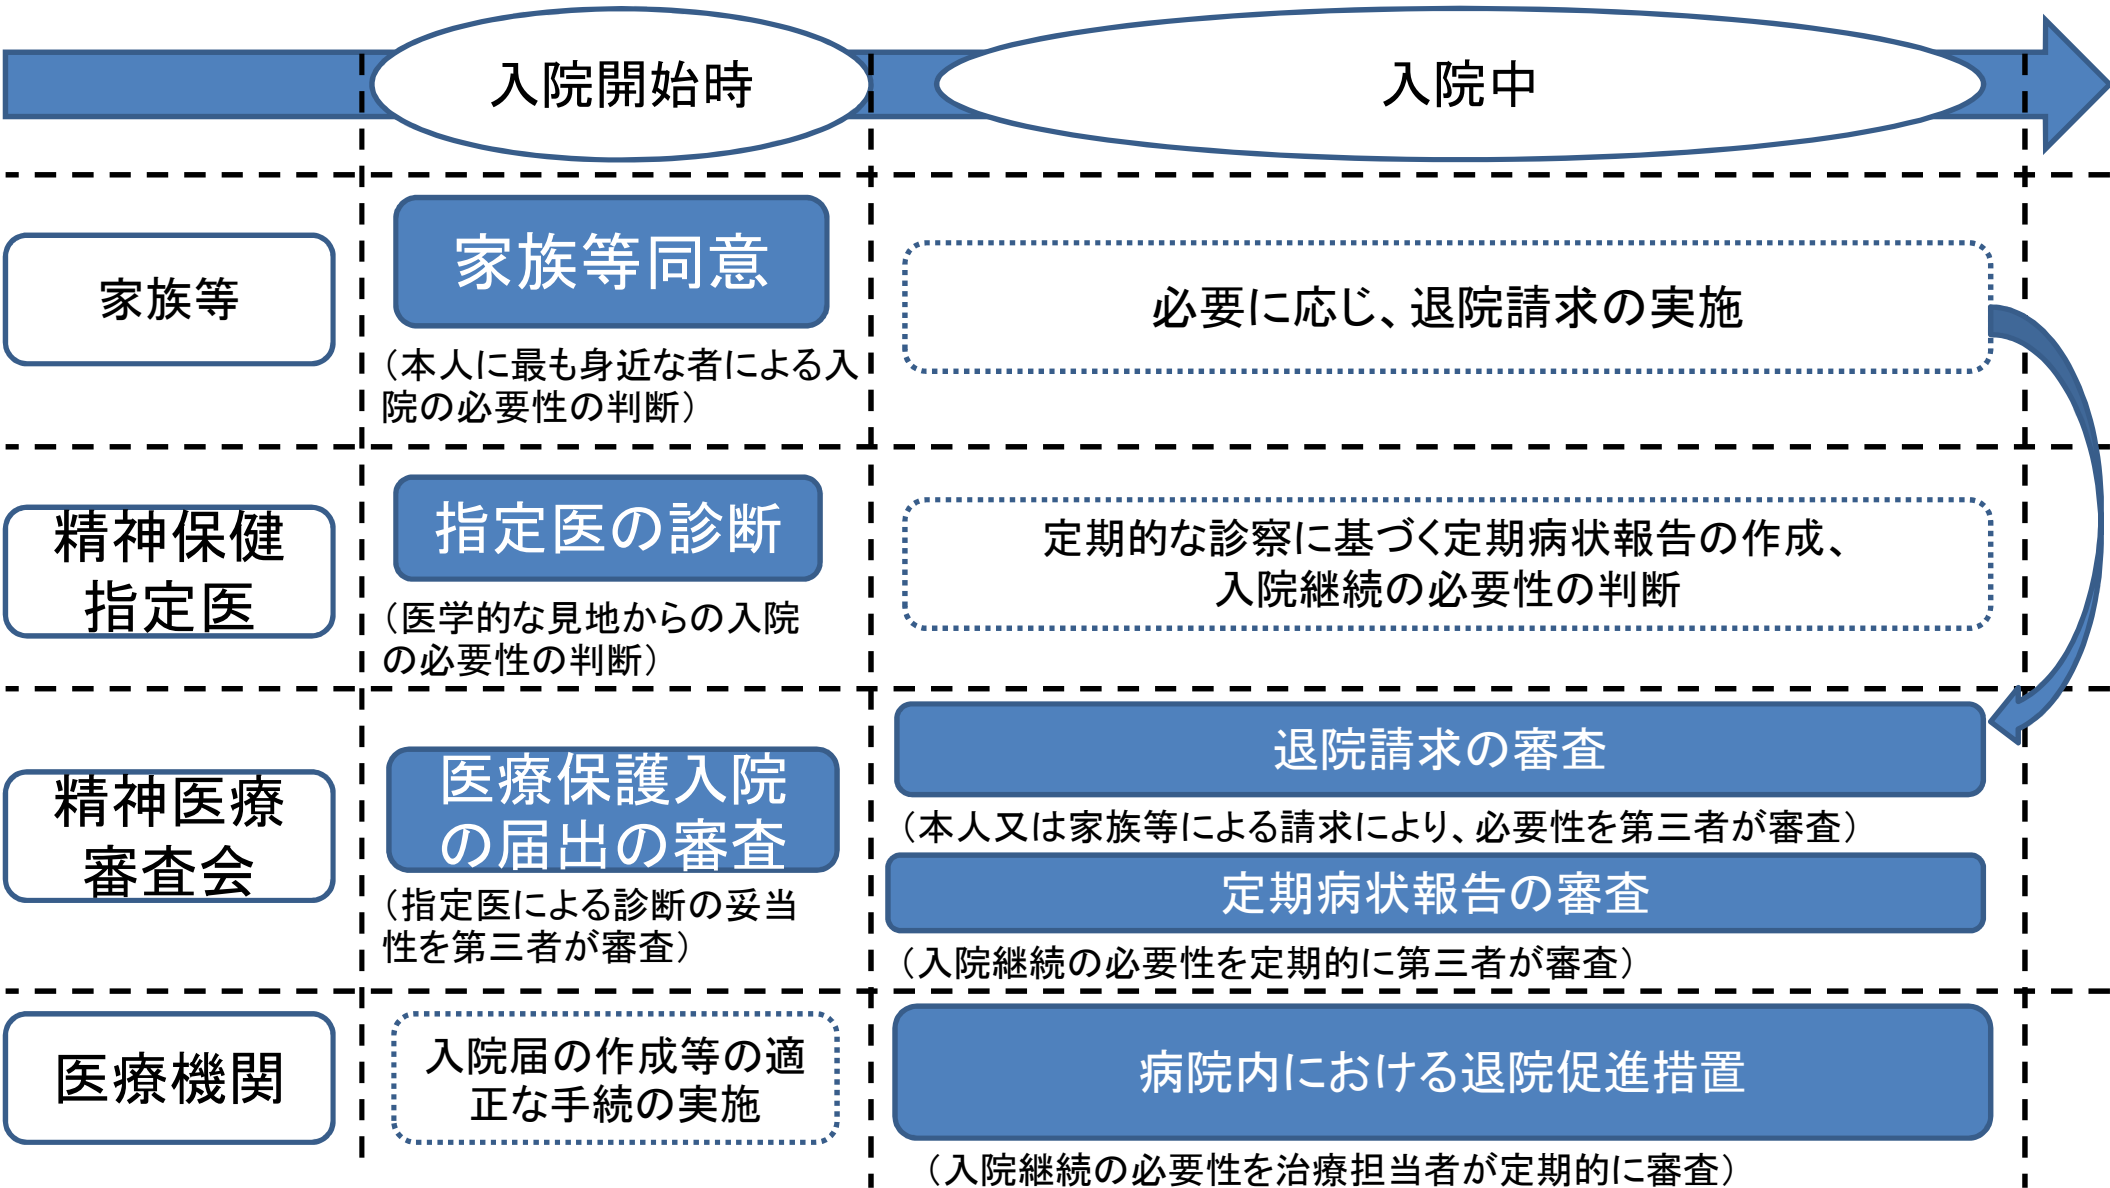 入院開始時
入院中
家族等
家族等同意
（本人に最も身近な者による入
院の必要性の判断）
必要に応じ、退院請求の実施
精神保健
指定医
指定医の診断
（医学的な見地からの入院
の必要性の判断）
定期的な診察に基づく定期病状報告の作成、
入院継続の必要性の判断
精神医療
審査会
医療保護入院
の届出の審査
（指定医による診断の妥当
性を第三者が審査）
退院請求の審査
（本人又は家族等による請求により、必要性を第三者が審査）
定期病状報告の審査
（入院継続の必要性を定期的に第三者が審査）
医療機関
入院届の作成等の適
正な手続の実施
病院内における退院促進措置
（入院継続の必要性を治療担当者が定期的に審査）